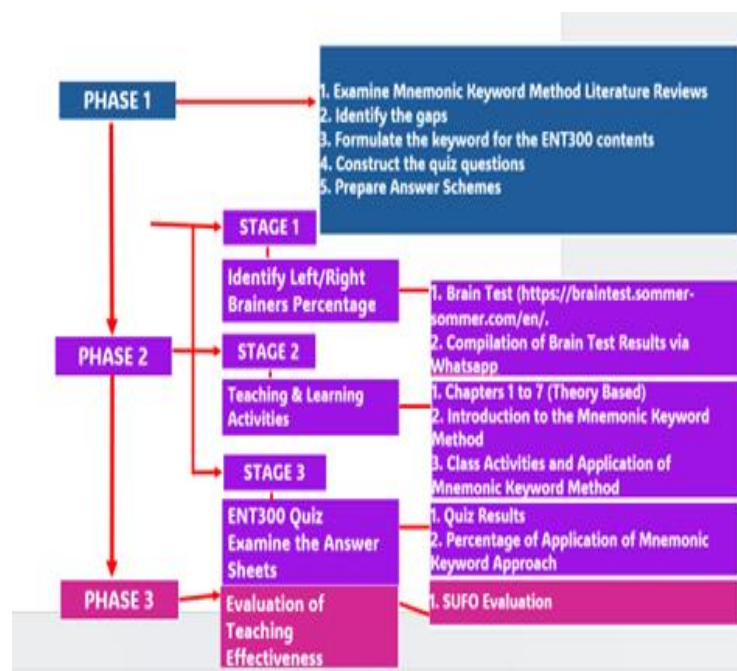 PHASE 1
1. Examine Mnemonic Keyword Method Literature Reviews
2. Identify the gaps
3. Formulate the keyword for the ENT300 contents
4. Construct the quiz questions
5. Prepare Answer Schemes
STAGE 1
Identify Left/Right
Brainers Percentage
1. Brain Test (https://braintest.sommer-
sommer.com/en/.
2. Compilation of Brain Test Results via
Whatsapp
PHASE 2
STAGE 2
Teaching & Learning
Activities
1. Chapters 1 to 7 (Theory Based)
2. Introduction to the Mnemonic Keyword
Method
3. Class Activities and Application of
Mnemonic Keyword Method
STAGE 3
ENT300 Quiz
Examine the Answer
Sheets
1. Quiz Results
2. Percentage of Application of Mnemonic
Keyword Approach
PHASE 3
Evaluation of
Teaching
Effectiveness
1. SUFO Evaluation